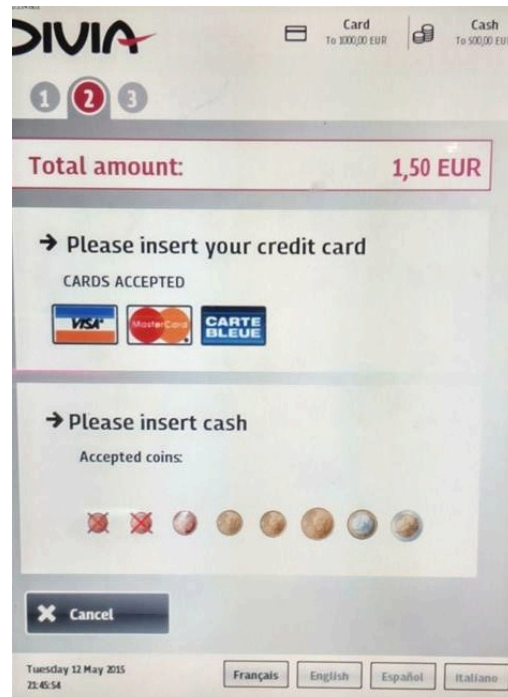 DIVIA
Card
To 1000,00 EUR
Cash
To 500,00 EUR
1 2 3
Total amount: 1,50 EUR
→ Please insert your credit card
CARDS ACCEPTED
VISA MasterCard CARTE BLEUE
→ Please insert cash
Accepted coins:
Cancel
Tuesday 12 May 2015
21:45:54
Français English Español Italiano